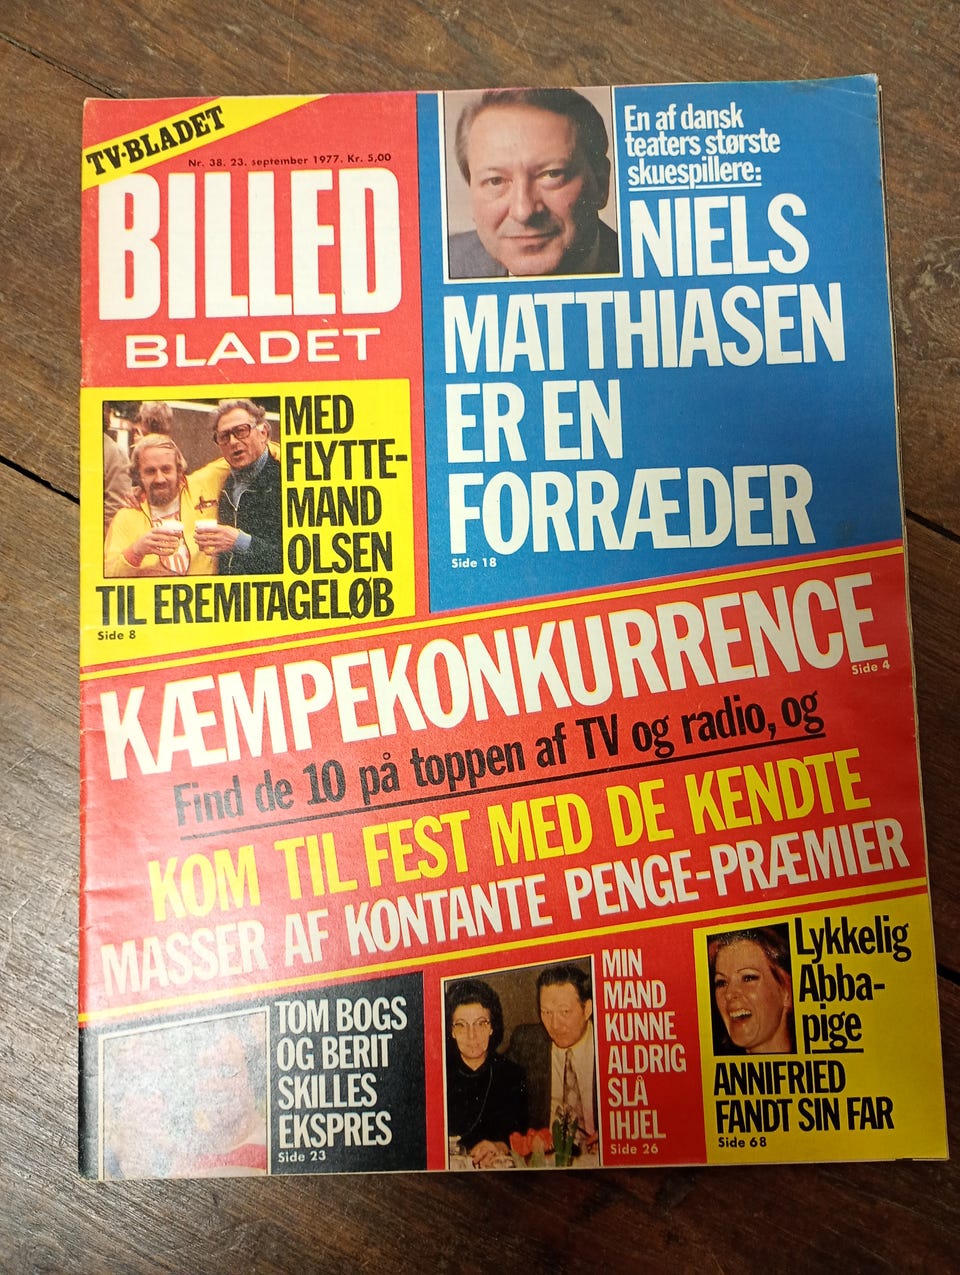 TV-BLADET
Nr. 38. 23. september 1977. Kr. 5,00
BILLED
BLADET
En af dansk
teaters største
skuespillere:
NIELS
MATTHIASEN
ER EN
FORRÆDER
Side 18
MED
FLYTTE-
MAND
OLSEN
TIL EREMITAGELØB
Side 8
KÆMPEKONKURRENCE
Side 4
Find de 10 på toppen af TV og radio, og
KOM TIL FEST MED DE KENDTE
MASSER AF KONTANTE PENGE-PRÆMIER
TOM BOGS
OG BERIT
SKILLES
EKSPRES
Side 23
MIN
MAND
KUNNE
ALDRIG
SLÅ
IHJEL
Side 26
Lykkelig
Abba-
pige
ANNIFRIED
FANDT SIN FAR
Side 68